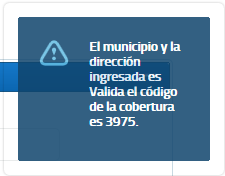 El municipio y la
dirección
ingresada es
Valida el código
de la cobertura
es 3975.